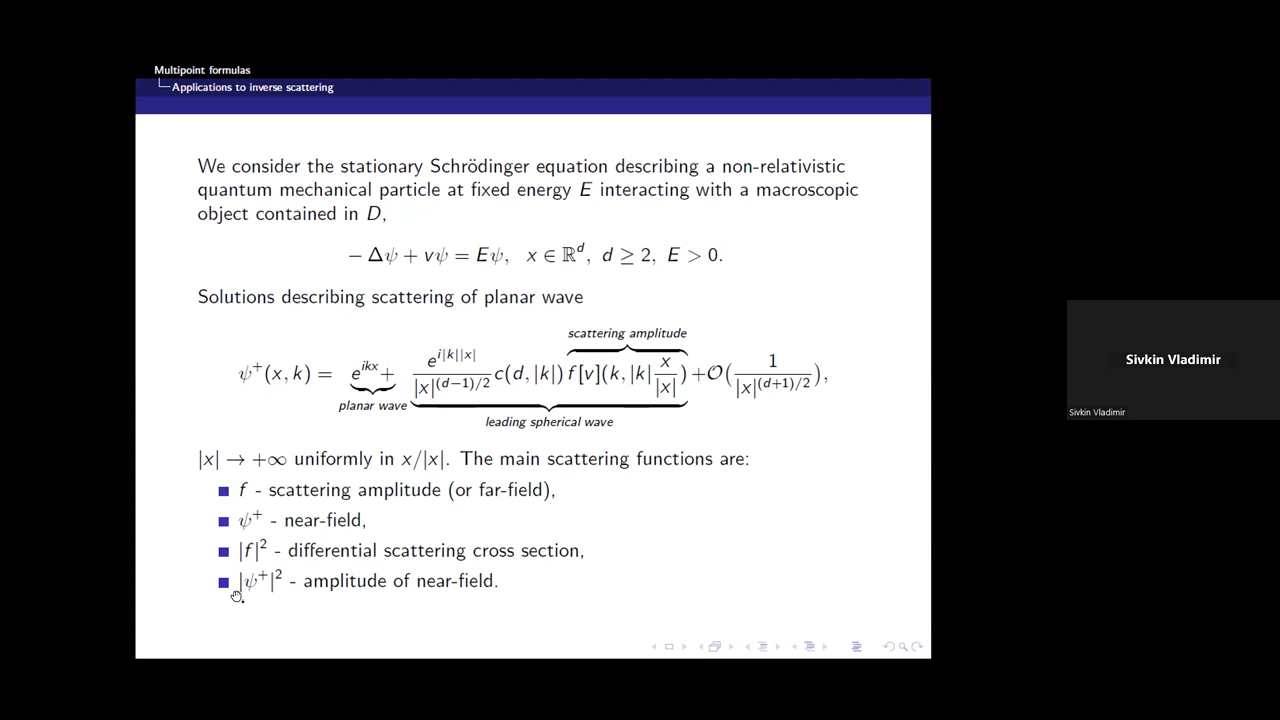 Multipoint formulas
Applications to inverse scattering
We consider the stationary Schrödinger equation describing a non-relativistic
quantum mechanical particle at fixed energy E interacting with a macroscopic
object contained in D,
− Δψ + vψ = Eψ, x ∈ ℝ^d, d ≥ 2, E > 0.
Solutions describing scattering of planar wave
scattering amplitude
ψ^+(x, k) = e^{ikx} + \frac{e^{i|k||x|}}{|x|^{(d−1)/2}} c(d, |k|) f[v](k, |k| \frac{x}{|x|}) + 𝒪(\frac{1}{|x|^{(d+1)/2}}),
planar wave
leading spherical wave
|x| → +∞ uniformly in x/|x|. The main scattering functions are:
f - scattering amplitude (or far-field),
ψ^+ - near-field,
|f|^2 - differential scattering cross section,
|ψ^+|^2 - amplitude of near-field.
Sivkin Vladimir
Sivkin Vladimir